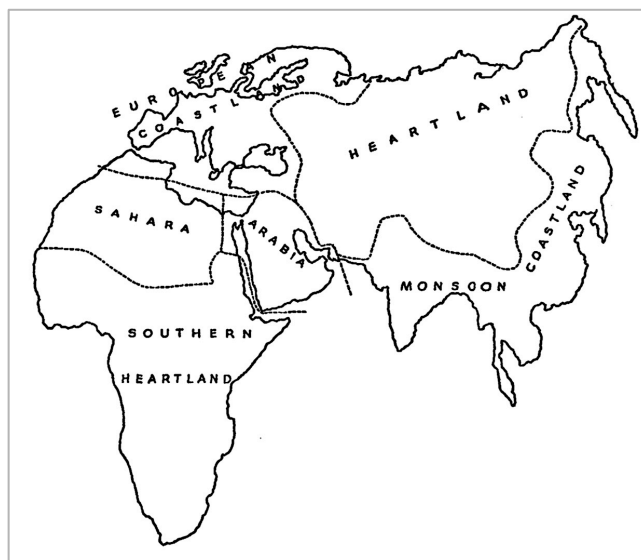 EUROPEAN
COASTLAND
HEARTLAND
SAHARA
ARABIA
MONSOON
COASTLAND
SOUTHERN
HEARTLAND